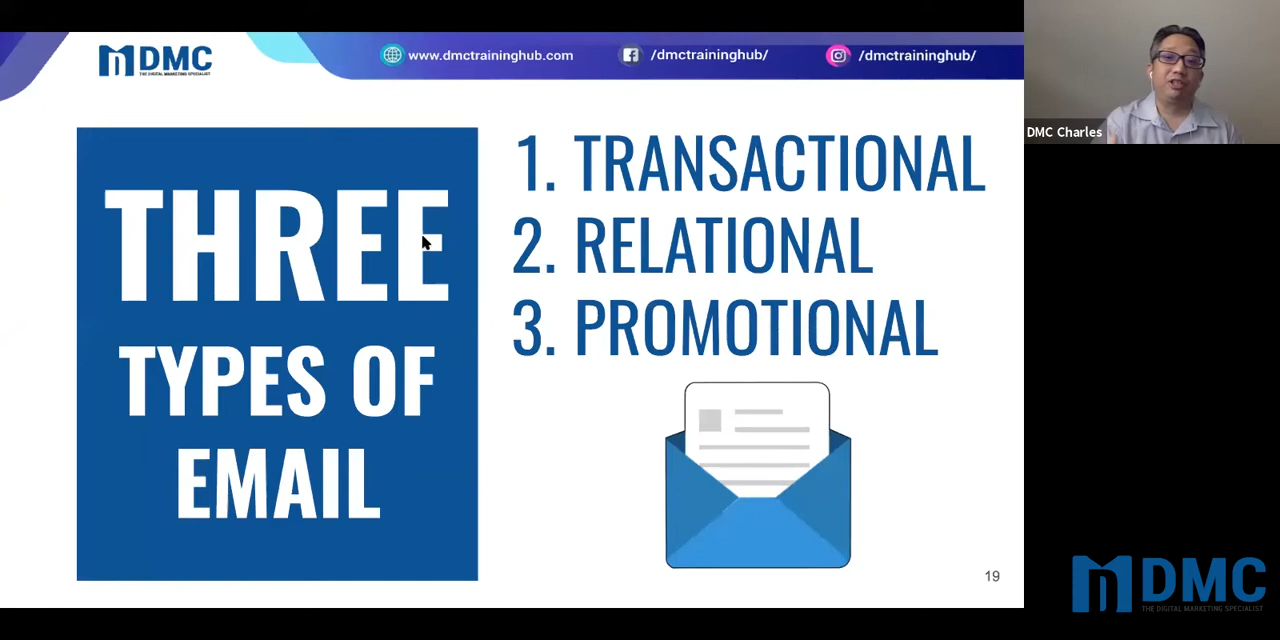 DMC
THE DIGITAL MARKETING SPECIALIST
www.dmctraininghub.com
/dmctraininghub/
/dmctraininghub/
DMC Charles
THREE
TYPES OF
EMAIL
1. TRANSACTIONAL
2. RELATIONAL
3. PROMOTIONAL
19
DMC
THE DIGITAL MARKETING SPECIALIST